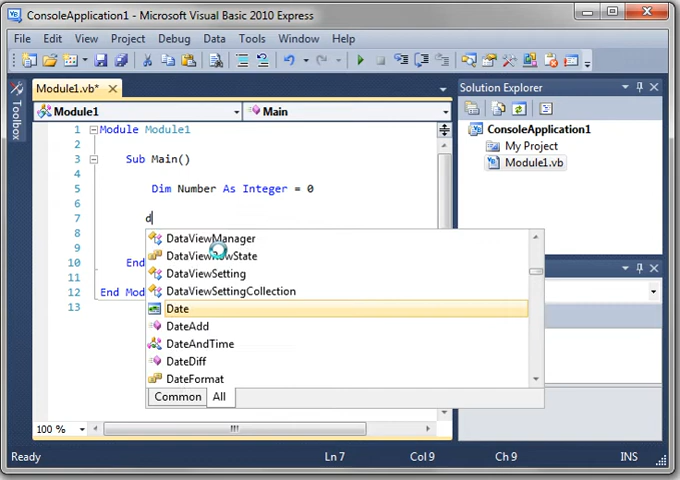 ConsoleApplication1 - Microsoft Visual Basic 2010 Express
File Edit View Project Debug Data Tools Window Help
Toolbox
Module1.vb*
Module1 Main
1 Module Module1
2
3 Sub Main()
4
5 Dim Number As Integer = 0
6
7 d
8
9
10 End
11
12 End Mod
13
DataViewManager
DataViewRowState
DataViewSetting
DataViewSettingCollection
Date
DateAdd
DateAndTime
DateDiff
DateFormat
Common All
100 %
Solution Explorer
ConsoleApplication1
My Project
Module1.vb
Ready Ln 7 Col 9 Ch 9 INS